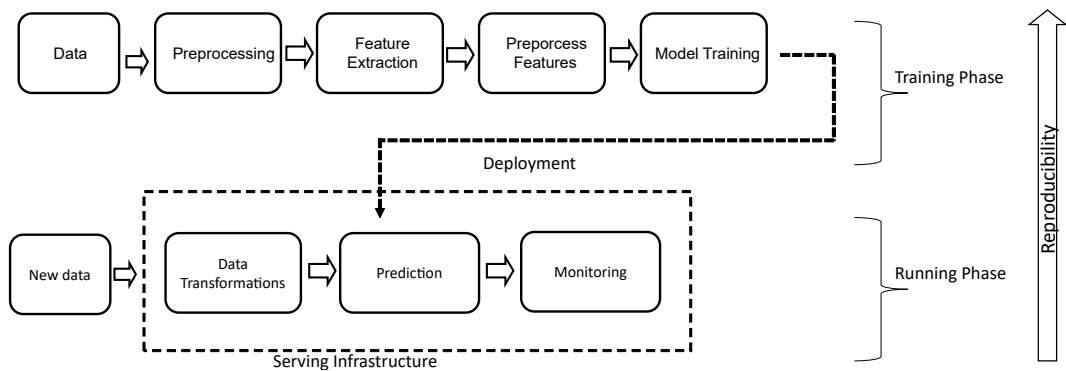 Data
Preprocessing
Feature
Extraction
Preporcess
Features
Model Training
Training Phase
Deployment
Reproducibility
New data
Data
Transformations
Prediction
Monitoring
Running Phase
Serving Infrastructure